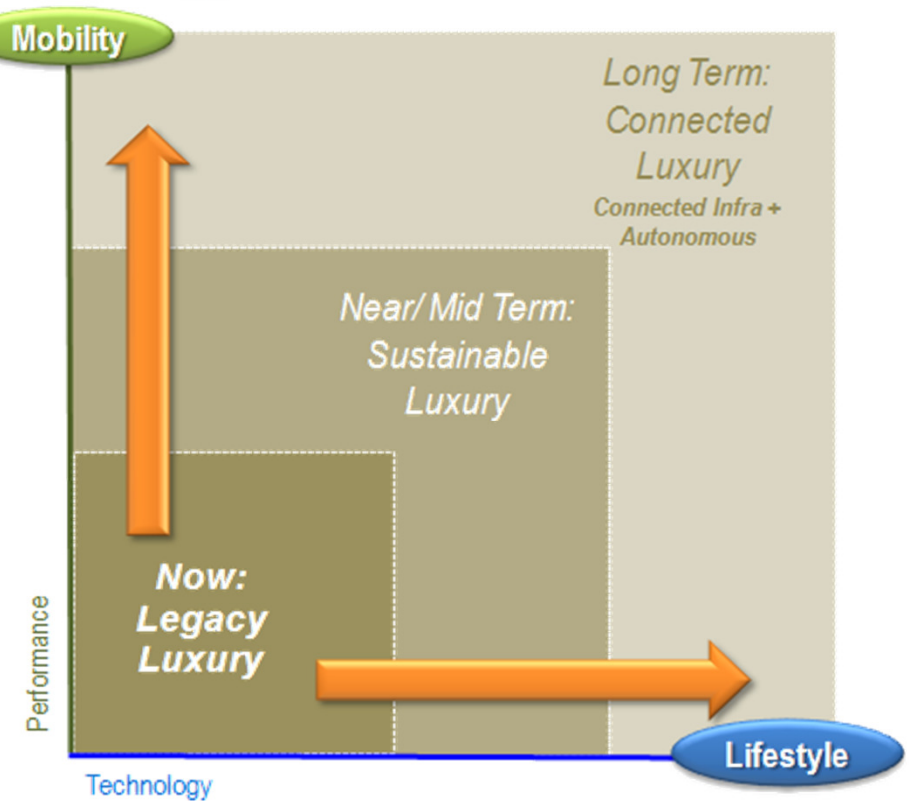 Mobility
Long Term:
Connected
Luxury
Connected Infra +
Autonomous
Near/ Mid Term:
Sustainable
Luxury
Now:
Legacy
Luxury
Performance
Lifestyle
Technology